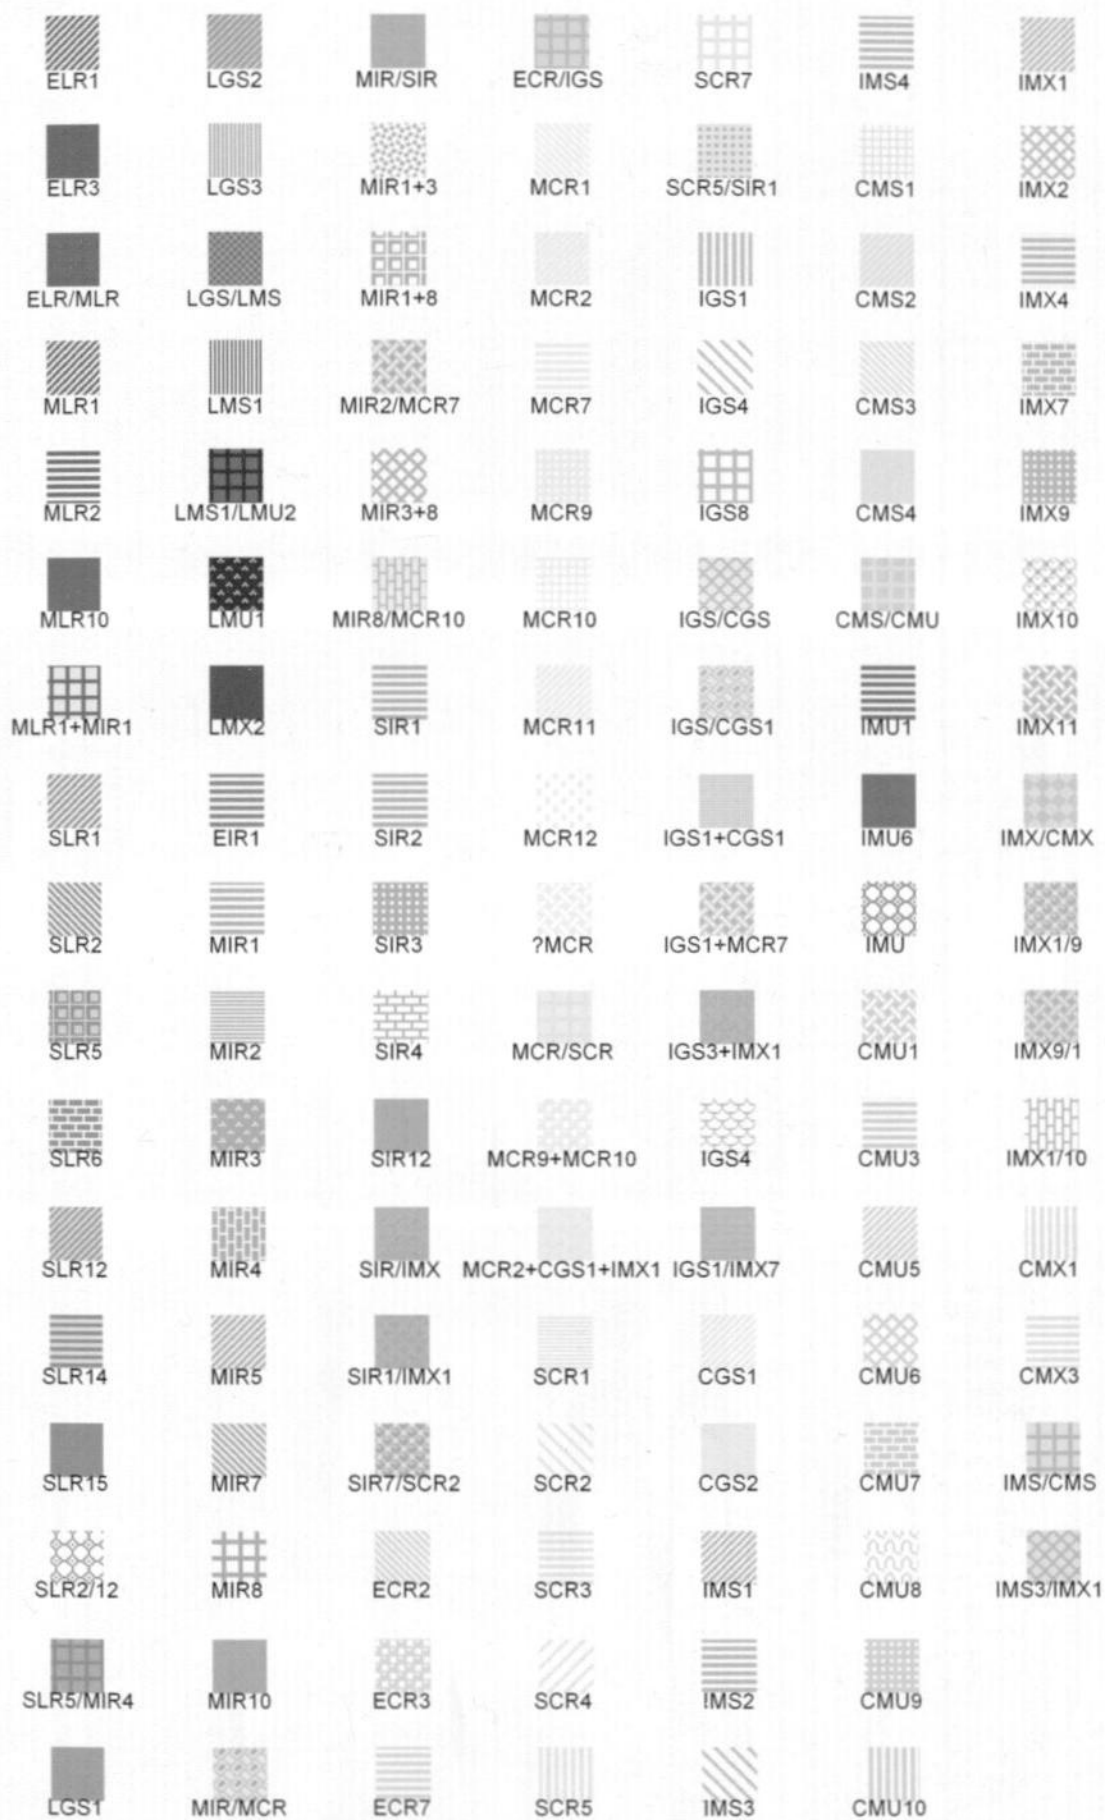 ELR1 LGS2 MIR/SIR ECR/IGS SCR7 IMS4 IMX1
ELR3 LGS3 MIR1+3 MCR1 SCR5/SIR1 CMS1 IMX2
ELR/MLR LGS/LMS MIR1+8 MCR2 IGS1 CMS2 IMX4
MLR1 LMS1 MIR2/MCR7 MCR7 IGS4 CMS3 IMX7
MLR2 LMS1/LMU2 MIR3+8 MCR9 IGS8 CMS4 IMX9
MLR10 LMU1 MIR8/MCR10 MCR10 IGS/CGS CMS/CMU IMX10
MLR1+MIR1 LMX2 SIR1 MCR11 IGS/CGS1 IMU1 IMX11
SLR1 EIR1 SIR2 MCR12 IGS1+CGS1 IMU6 IMX/CMX
SLR2 MIR1 SIR3 ?MCR IGS1+MCR7 IMU IMX1/9
SLR5 MIR2 SIR4 MCR/SCR IGS3+IMX1 CMU1 IMX9/1
SLR6 MIR3 SIR12 MCR9+MCR10 IGS4 CMU3 IMX1/10
SLR12 MIR4 SIR/IMX MCR2+CGS1+IMX1 IGS1/IMX7 CMU5 CMX1
SLR14 MIR5 SIR1/IMX1 SCR1 CGS1 CMU6 CMX3
SLR15 MIR7 SIR7/SCR2 SCR2 CGS2 CMU7 IMS/CMS
SLR2/12 MIR8 ECR2 SCR3 IMS1 CMU8 IMS3/IMX1
SLR5/MIR4 MIR10 ECR3 SCR4 IMS2 CMU9
LGS1 MIR/MCR ECR7 SCR5 IMS3 CMU10